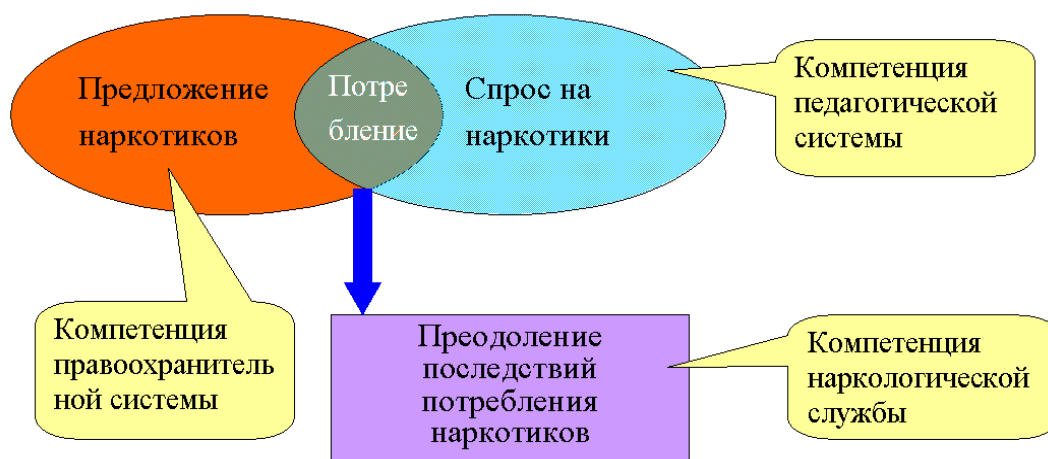 Предложение
наркотиков
Потре
бление
Спрос на
наркотики
Компетенция
педагогической
системы
Компетенция
правоохранитель
ной системы
Преодоление
последствий
потребления
наркотиков
Компетенция
наркологической
службы